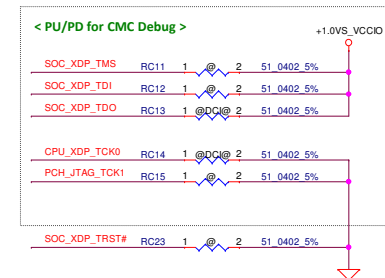 < PU/PD for CMC Debug >
+1.0VS_VCCIO
SOC_XDP_TMS RC11 1 @ 2 51_0402_5%
SOC_XDP_TDI RC12 1 @ 2 51_0402_5%
SOC_XDP_TDO RC13 1 @DCI@ 2 51_0402_5%
CPU_XDP_TCK0 RC14 1 @DCI@ 2 51_0402_5%
PCH_JTAG_TCK1 RC15 1 @ 2 51_0402_5%
SOC_XDP_TRST# RC23 1 @ 2 51_0402_5%